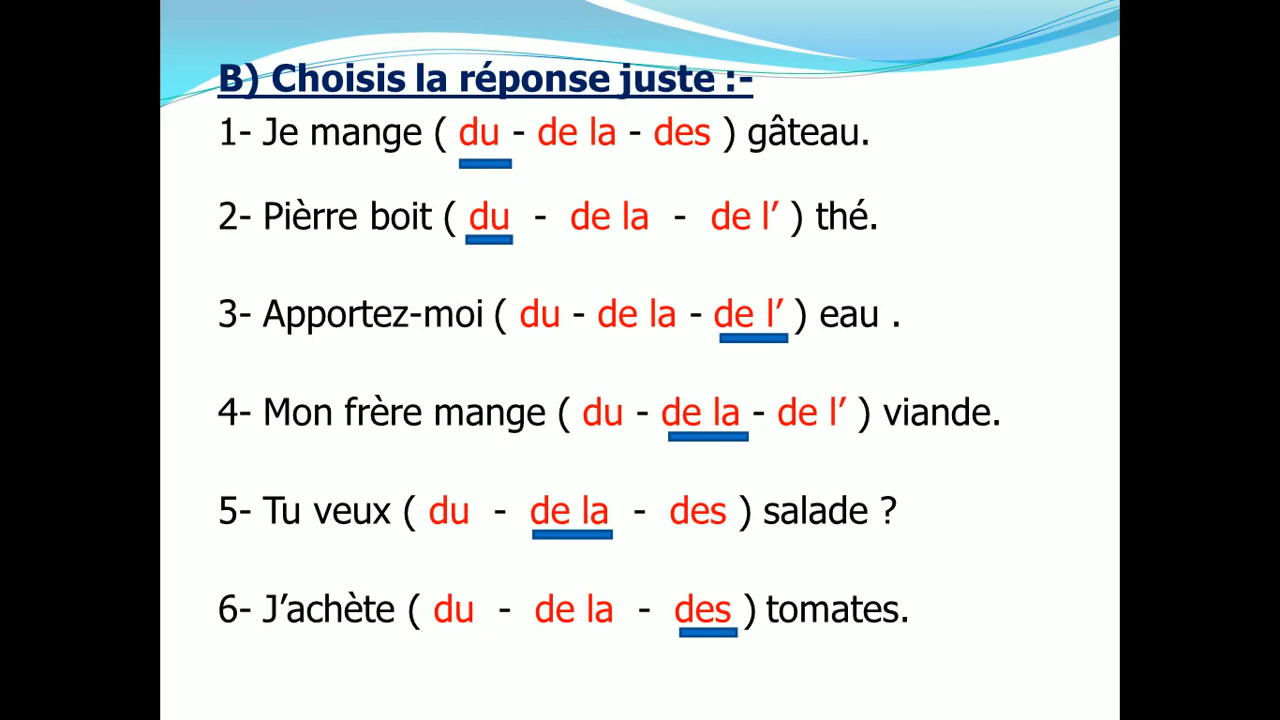 B) Choisis la réponse juste :-
1- Je mange ( du - de la - des ) gâteau.
2- Pièrre boit ( du - de la - de l’ ) thé.
3- Apportez-moi ( du - de la - de l’ ) eau .
4- Mon frère mange ( du - de la - de l’ ) viande.
5- Tu veux ( du - de la - des ) salade ?
6- J’achète ( du - de la - des ) tomates.